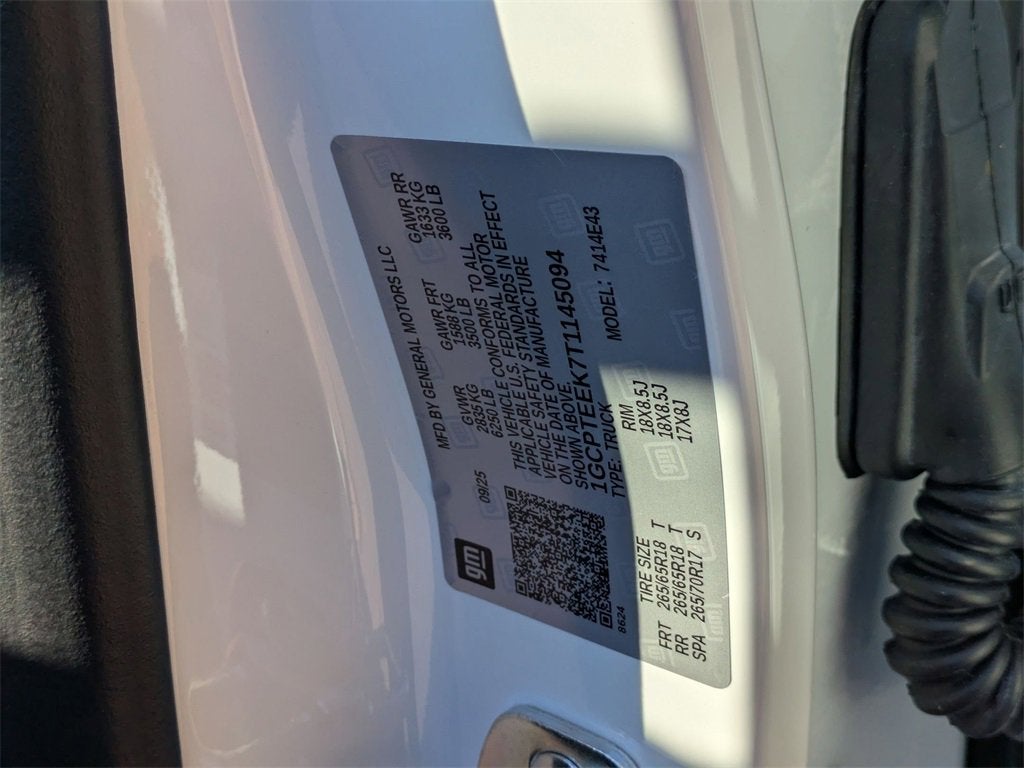 gm
09/25
MFD BY GENERAL MOTORS LLC
GVWR GAWR FRT GAWR RR
2835 KG 1588 KG 1633 KG
6250 LB 3500 LB 3600 LB
THIS VEHICLE CONFORMS TO ALL
APPLICABLE U.S. FEDERAL MOTOR
VEHICLE SAFETY STANDARDS IN EFFECT
ON THE DATE OF MANUFACTURE
SHOWN ABOVE.
1GCPTEEK7T1145094
TYPE: TRUCK MODEL: 7414E43
8624
TIRE SIZE RIM
FRT 265/65R18 T 18X8.5J
RR 265/65R18 T 18X8.5J
SPA 265/70R17 S 17X8J